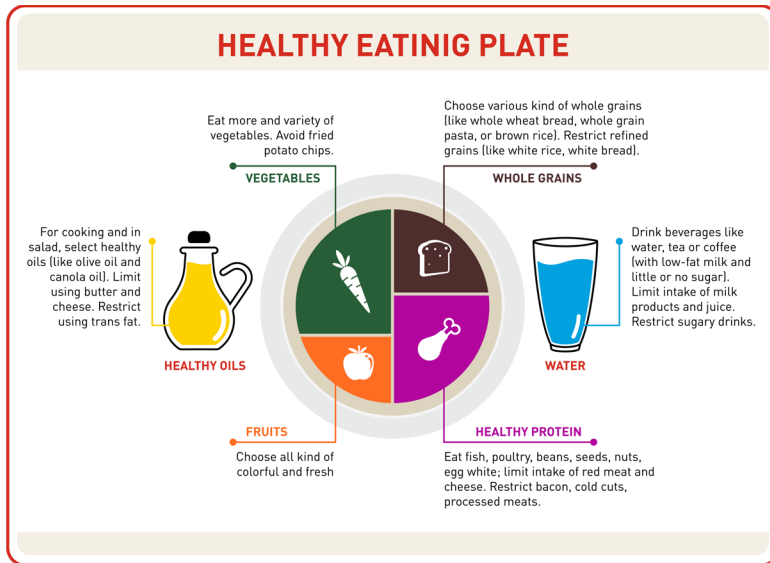 HEALTHY EATINIG PLATE
Eat more and variety of
vegetables. Avoid fried
potato chips.
VEGETABLES
Choose various kind of whole grains
(like whole wheat bread, whole grain
pasta, or brown rice). Restrict refined
grains (like white rice, white bread).
WHOLE GRAINS
For cooking and in
salad, select healthy
oils (like olive oil and
canola oil). Limit
using butter and
cheese. Restrict
using trans fat.
HEALTHY OILS
Drink beverages like
water, tea or coffee
(with low-fat milk and
little or no sugar).
Limit intake of milk
products and juice.
Restrict sugary drinks.
WATER
FRUITS
Choose all kind of
colorful and fresh
HEALTHY PROTEIN
Eat fish, poultry, beans, seeds, nuts,
egg white; limit intake of red meat and
cheese. Restrict bacon, cold cuts,
processed meats.